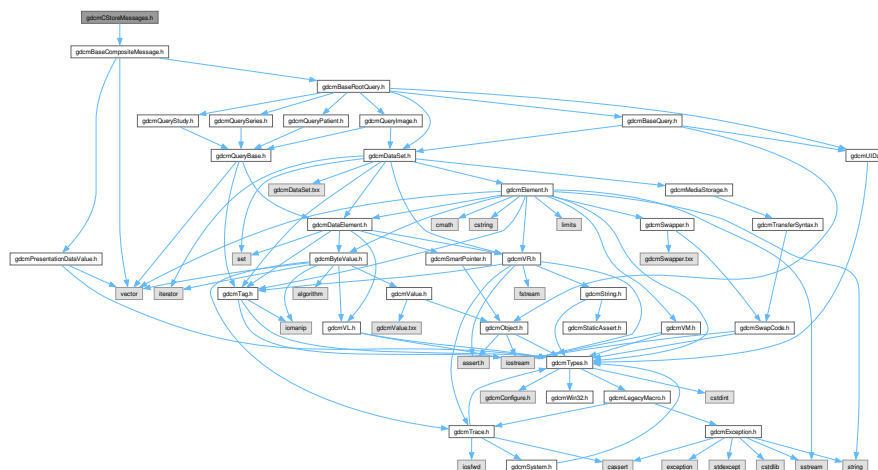 gdcmCStoreMessages.h
gdcmBaseCompositeMessage.h
gdcmBaseRootQuery.h
gdcmQueryStudy.h
gdcmQuerySeries.h
gdcmQueryPatient.h
gdcmQueryImage.h
gdcmBaseQuery.h
gdcmQueryBase.h
gdcmDataSet.h
gdcmUIDs
gdcmDataSet.txx
gdcmElement.h
gdcmMediaStorage.h
set
gdcmDataElement.h
cmath
cstring
limits
gdcmSwapper.h
gdcmTransferSyntax.h
gdcmPresentationDataValue.h
gdcmByteValue.h
gdcmSmartPointer.h
gdcmVR.h
gdcmSwapper.txx
vector
iterator
gdcmTag.h
algorithm
gdcmValue.h
fstream
gdcmString.h
iomanip
gdcmVL.h
gdcmValue.txx
gdcmObject.h
gdcmStaticAssert.h
gdcmVM.h
gdcmSwapCode.h
assert.h
iostream
gdcmTypes.h
gdcmConfigure.h
gdcmWin32.h
gdcmLegacyMacro.h
cstdint
gdcmTrace.h
gdcmException.h
iosfwd
gdcmSystem.h
cassert
exception
stdexcept
cstdlib
sstream
string